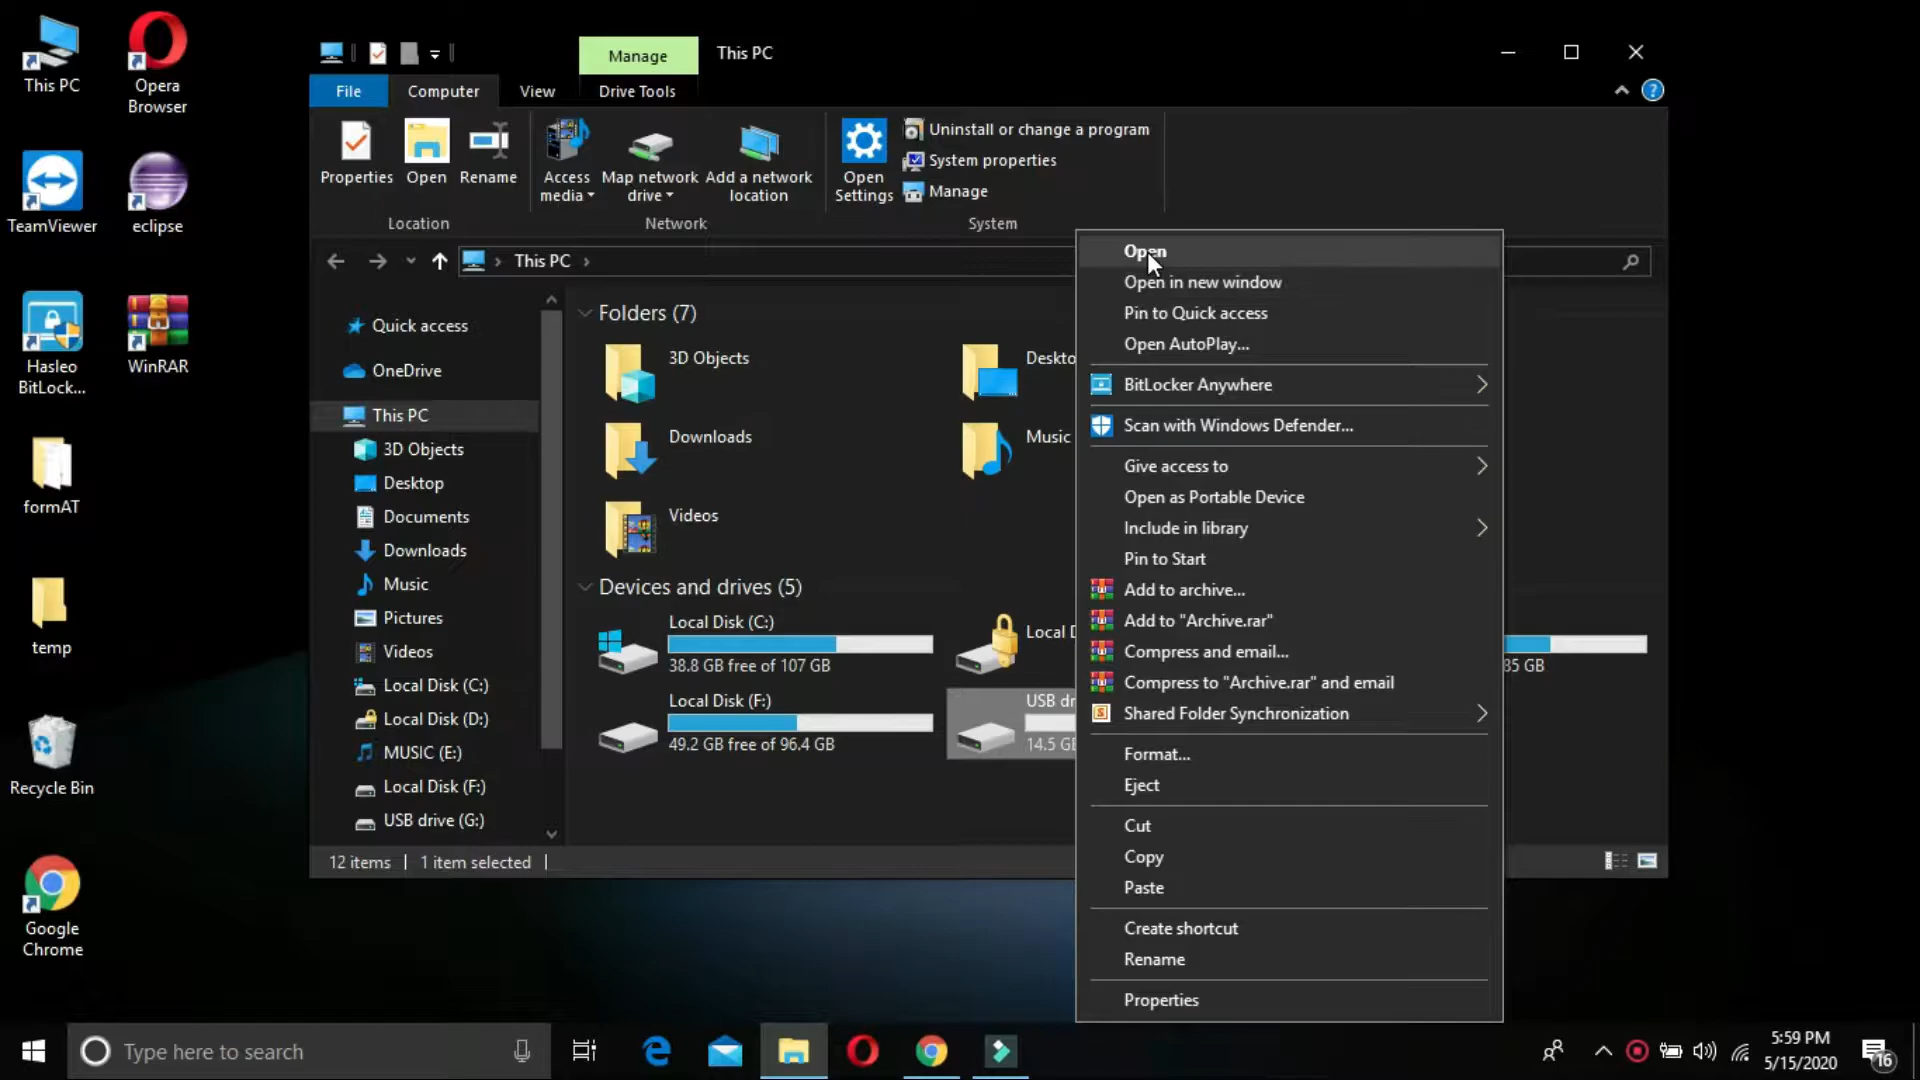 This PC
Opera
Browser
TeamViewer
eclipse
Hasleo
BitLock...
WinRAR
formAT
temp
Recycle Bin
Google
Chrome
Manage
This PC
File
Computer
View
Drive Tools
Properties
Open
Rename
Access
media
Map network
drive
Add a network
location
Open
Settings
Uninstall or change a program
System properties
Manage
Location
Network
System
This PC
Quick access
OneDrive
This PC
3D Objects
Desktop
Documents
Downloads
Music
Pictures
Videos
Local Disk (C:)
Local Disk (D:)
MUSIC (E:)
Local Disk (F:)
USB drive (G:)
Folders (7)
3D Objects
Deskto
Downloads
Music
Videos
Devices and drives (5)
Local Disk (C:)
38.8 GB free of 107 GB
Local D
35 GB
Local Disk (F:)
49.2 GB free of 96.4 GB
USB dr
14.5 GB
12 items
1 item selected
Open
Open in new window
Pin to Quick access
Open AutoPlay...
BitLocker Anywhere
Scan with Windows Defender...
Give access to
Open as Portable Device
Include in library
Pin to Start
Add to archive...
Add to "Archive.rar"
Compress and email...
Compress to "Archive.rar" and email
Shared Folder Synchronization
Format...
Eject
Cut
Copy
Paste
Create shortcut
Rename
Properties
Type here to search
5:59 PM
5/15/2020
16